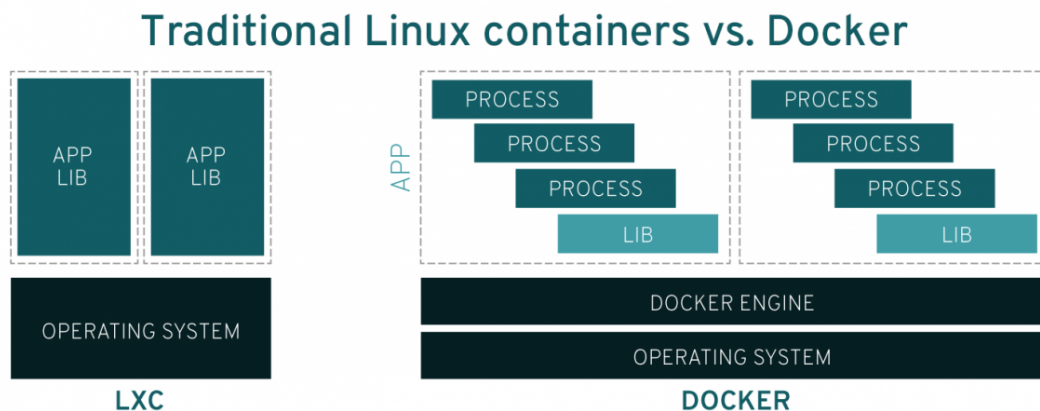 Traditional Linux containers vs. Docker
APP
LIB
APP
LIB
OPERATING SYSTEM
LXC
APP
PROCESS
PROCESS
PROCESS
LIB
PROCESS
PROCESS
PROCESS
LIB
DOCKER ENGINE
OPERATING SYSTEM
DOCKER